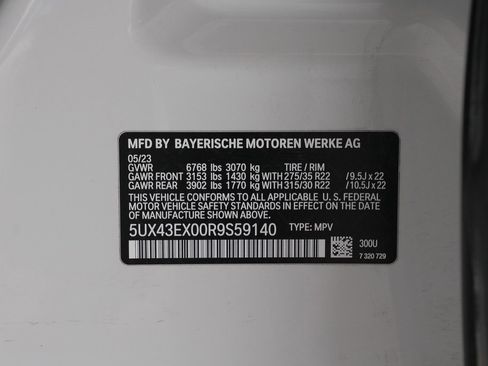 MFD BY BAYERISCHE MOTOREN WERKE AG
05/23
GVWR 6768 lbs 3070 kg TIRE / RIM
GAWR FRONT 3153 lbs 1430 kg WITH 275/35 R22 /9.5J x 22
GAWR REAR 3902 lbs 1770 kg WITH 315/30 R22 /10.5J x 22
THIS VEHICLE CONFORMS TO ALL APPLICABLE U. S. FEDERAL
MOTOR VEHICLE SAFETY STANDARDS IN EFFECT ON THE
DATE OF MANUFACTURE SHOWN ABOVE.
5UX43EX00R9S59140 TYPE: MPV
300U
7 320 729